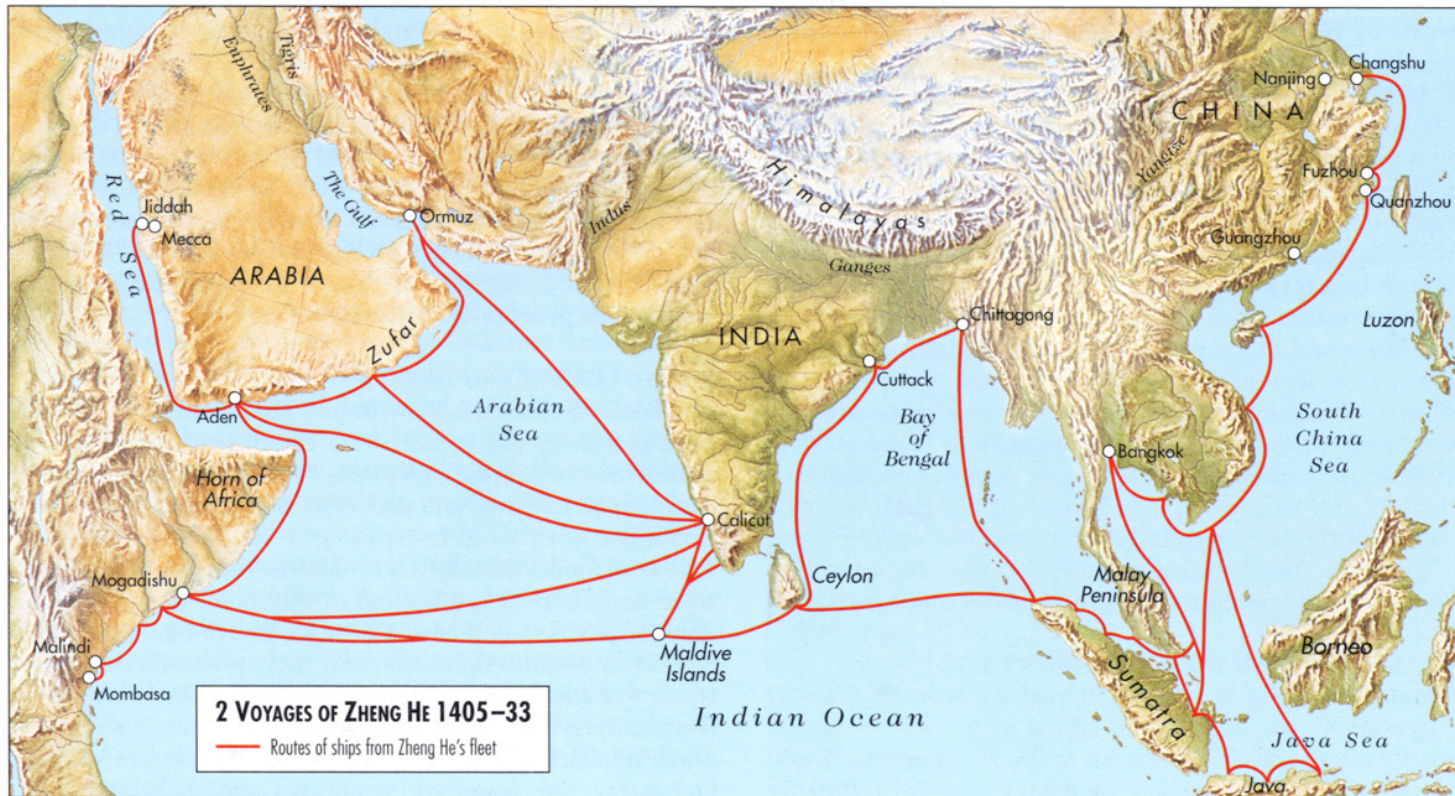 Euphrates
Tigris
Changshu
Nanjing
CHINA
Yangtse
Himalayas
Fuzhou
Quanzhou
Red Sea
Jiddah
Mecca
The Gulf
Ormuz
Indus
Guangzhou
Ganges
ARABIA
Zufar
INDIA
Chittagong
Luzon
Cuttack
Aden
Arabian
Sea
Bay
of
Bengal
South
China
Sea
Bangkok
Horn of
Africa
Calicut
Mogadishu
Ceylon
Malay
Peninsula
Malindi
Maldive
Islands
Borneo
Mombasa
Sumatra
2 VOYAGES OF ZHENG HE 1405–33
Routes of ships from Zheng He's fleet
Indian Ocean
Java Sea
Java